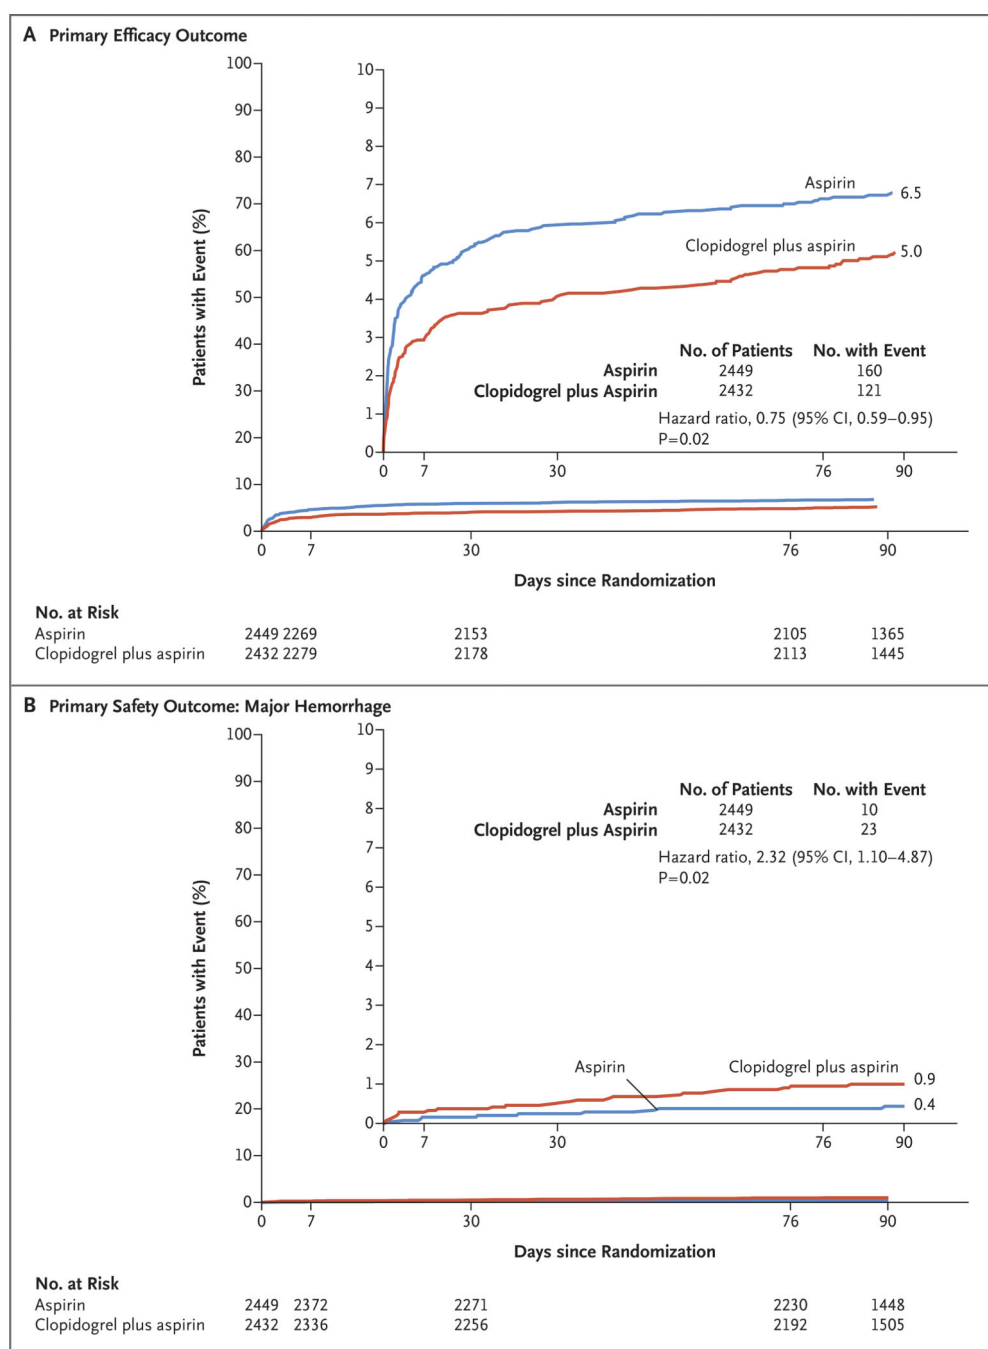 A Primary Efficacy Outcome
Patients with Event (%)
100
90
80
70
60
50
40
30
20
10
0
10
9
8
7
6
5
4
3
2
1
0
Aspirin
6.5
Clopidogrel plus aspirin
5.0
No. of Patients No. with Event
Aspirin 2449 160
Clopidogrel plus Aspirin 2432 121
Hazard ratio, 0.75 (95% CI, 0.59–0.95)
P=0.02
0 7 30 76 90
0 7 30 76 90
Days since Randomization
No. at Risk
Aspirin 2449 2269 2153 2105 1365
Clopidogrel plus aspirin 2432 2279 2178 2113 1445
B Primary Safety Outcome: Major Hemorrhage
Patients with Event (%)
100
90
80
70
60
50
40
30
20
10
0
10
9
8
7
6
5
4
3
2
1
0
No. of Patients No. with Event
Aspirin 2449 10
Clopidogrel plus Aspirin 2432 23
Hazard ratio, 2.32 (95% CI, 1.10–4.87)
P=0.02
Aspirin
Clopidogrel plus aspirin
0.9
0.4
0 7 30 76 90
0 7 30 76 90
Days since Randomization
No. at Risk
Aspirin 2449 2372 2271 2230 1448
Clopidogrel plus aspirin 2432 2336 2256 2192 1505